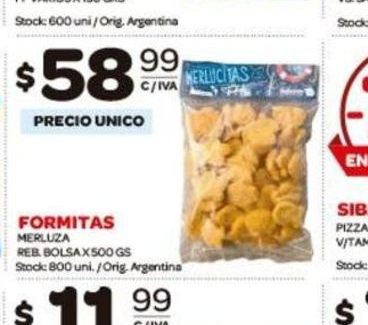 Stock: 600 uni / Orig. Argentina
Stock:
$58.99
C/IVA
PRECIO UNICO
MERLUCITAS
EN
FORMITAS
MERLUZA
REB. BOLSA X 500 GS
Stock: 800 uni. / Orig. Argentina
SIB
PIZZA
V/TAM
Stock:
$11.99
$